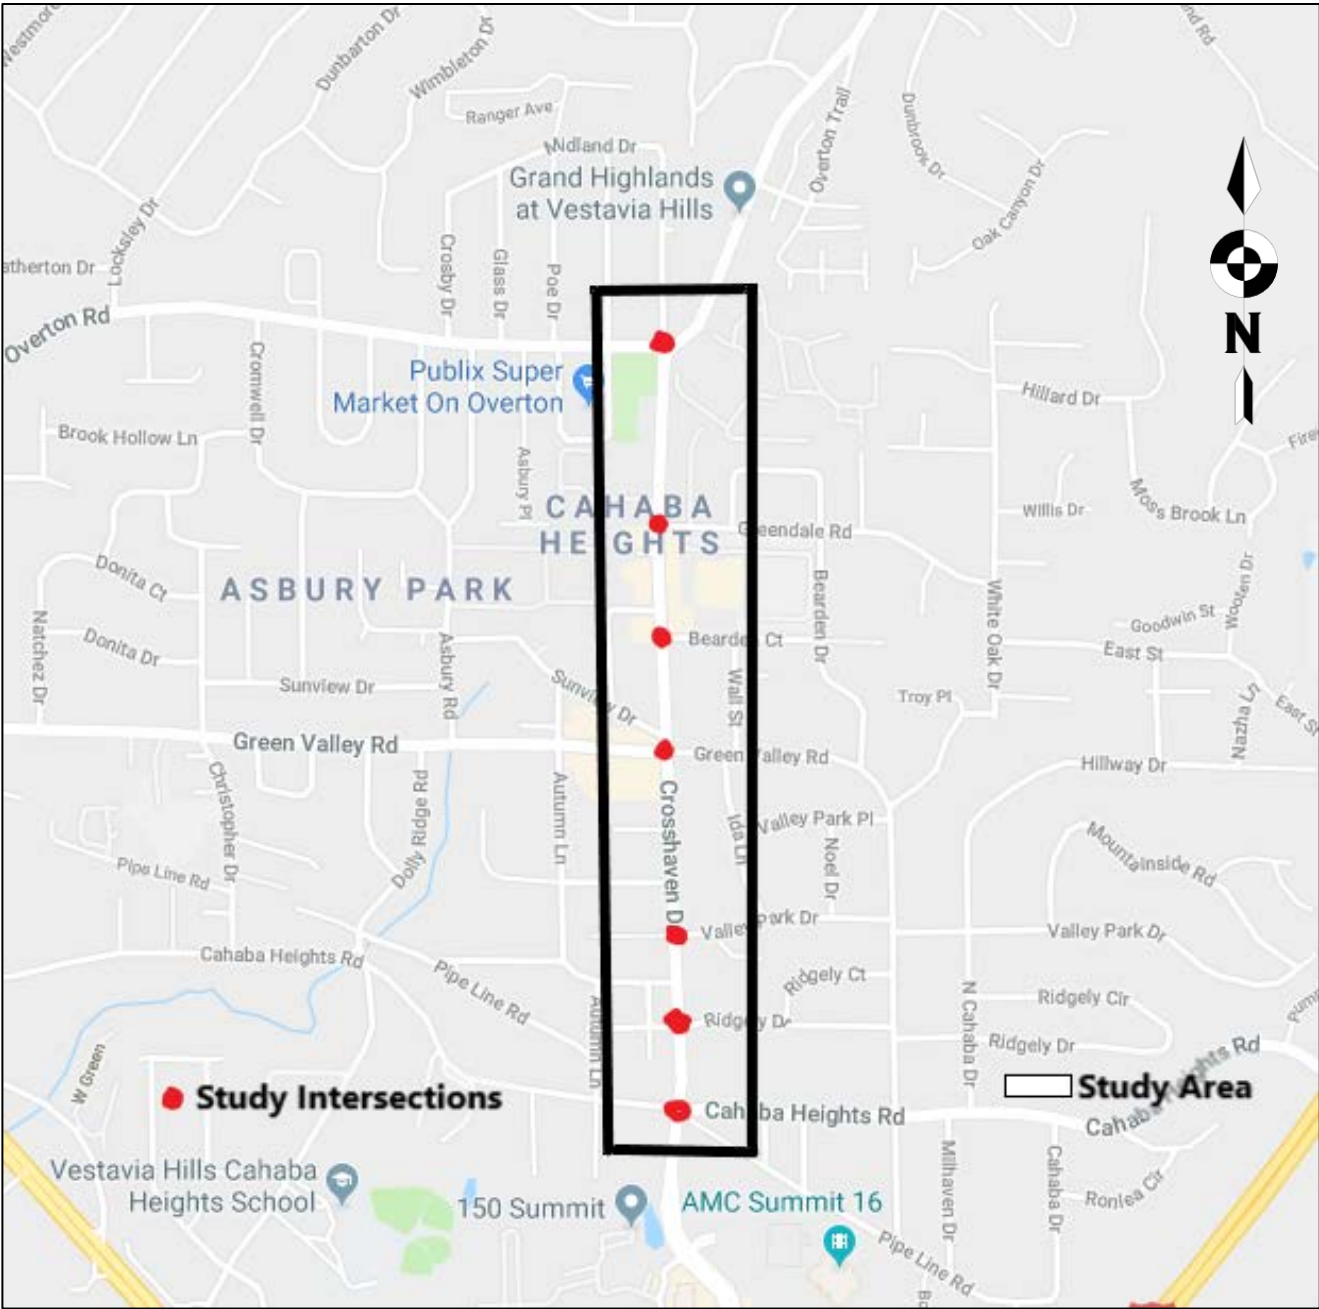 Dunbarton Dr
Wimbleton Dr
Ranger Ave
Ndland Dr
Overton Trail
Dunbrook Dr
Oak Canyon Dr
Grand Highlands
at Vestavia Hills
Locksley Dr
stherton Dr
Crosby Dr
Glass Dr
Poe Dr
Overton Rd
N
Cromwell Dr
Publix Super
Market On Overton
Hillard Dr
Brook Hollow Ln
Asbury Pl
Moss Brook Ln
Willis Dr
CAHABA
HEIGHTS
Greendale Rd
Donita Ct
ASBURY PARK
Bearden Dr
White Oak Dr
Wooten Dr
Goodwin St
Natchez Dr
Donita Dr
Asbury Rd
Bearden Ct
East St
Sunview Dr
Sunview Dr
Wall St
Troy Pl
Nazha Ln
East St
Green Valley Rd
Green Valley Rd
Hillway Dr
Christopher Dr
Dolly Ridge Rd
Autumn Ln
Crosshaven D
Ida Ln
Valley Park Pl
Noel Dr
Mountainside Rd
Pipe Line Rd
Valley Park Dr
Valley Park Dr
Cahaba Heights Rd
Pipe Line Rd
Ridgely Ct
N Cahaba Dr
Ridgely Cir
Autumn Ln
Ridgely Dr
Ridgely Dr
W Green
Study Intersections
Study Area
Cahaba Heights Rd
Cahaba Heights Rd
Vestavia Hills Cahaba
Heights School
150 Summit
AMC Summit 16
Milhaven Dr
Cahaba Dr
Ronlea Cir
Pipe Line Rd